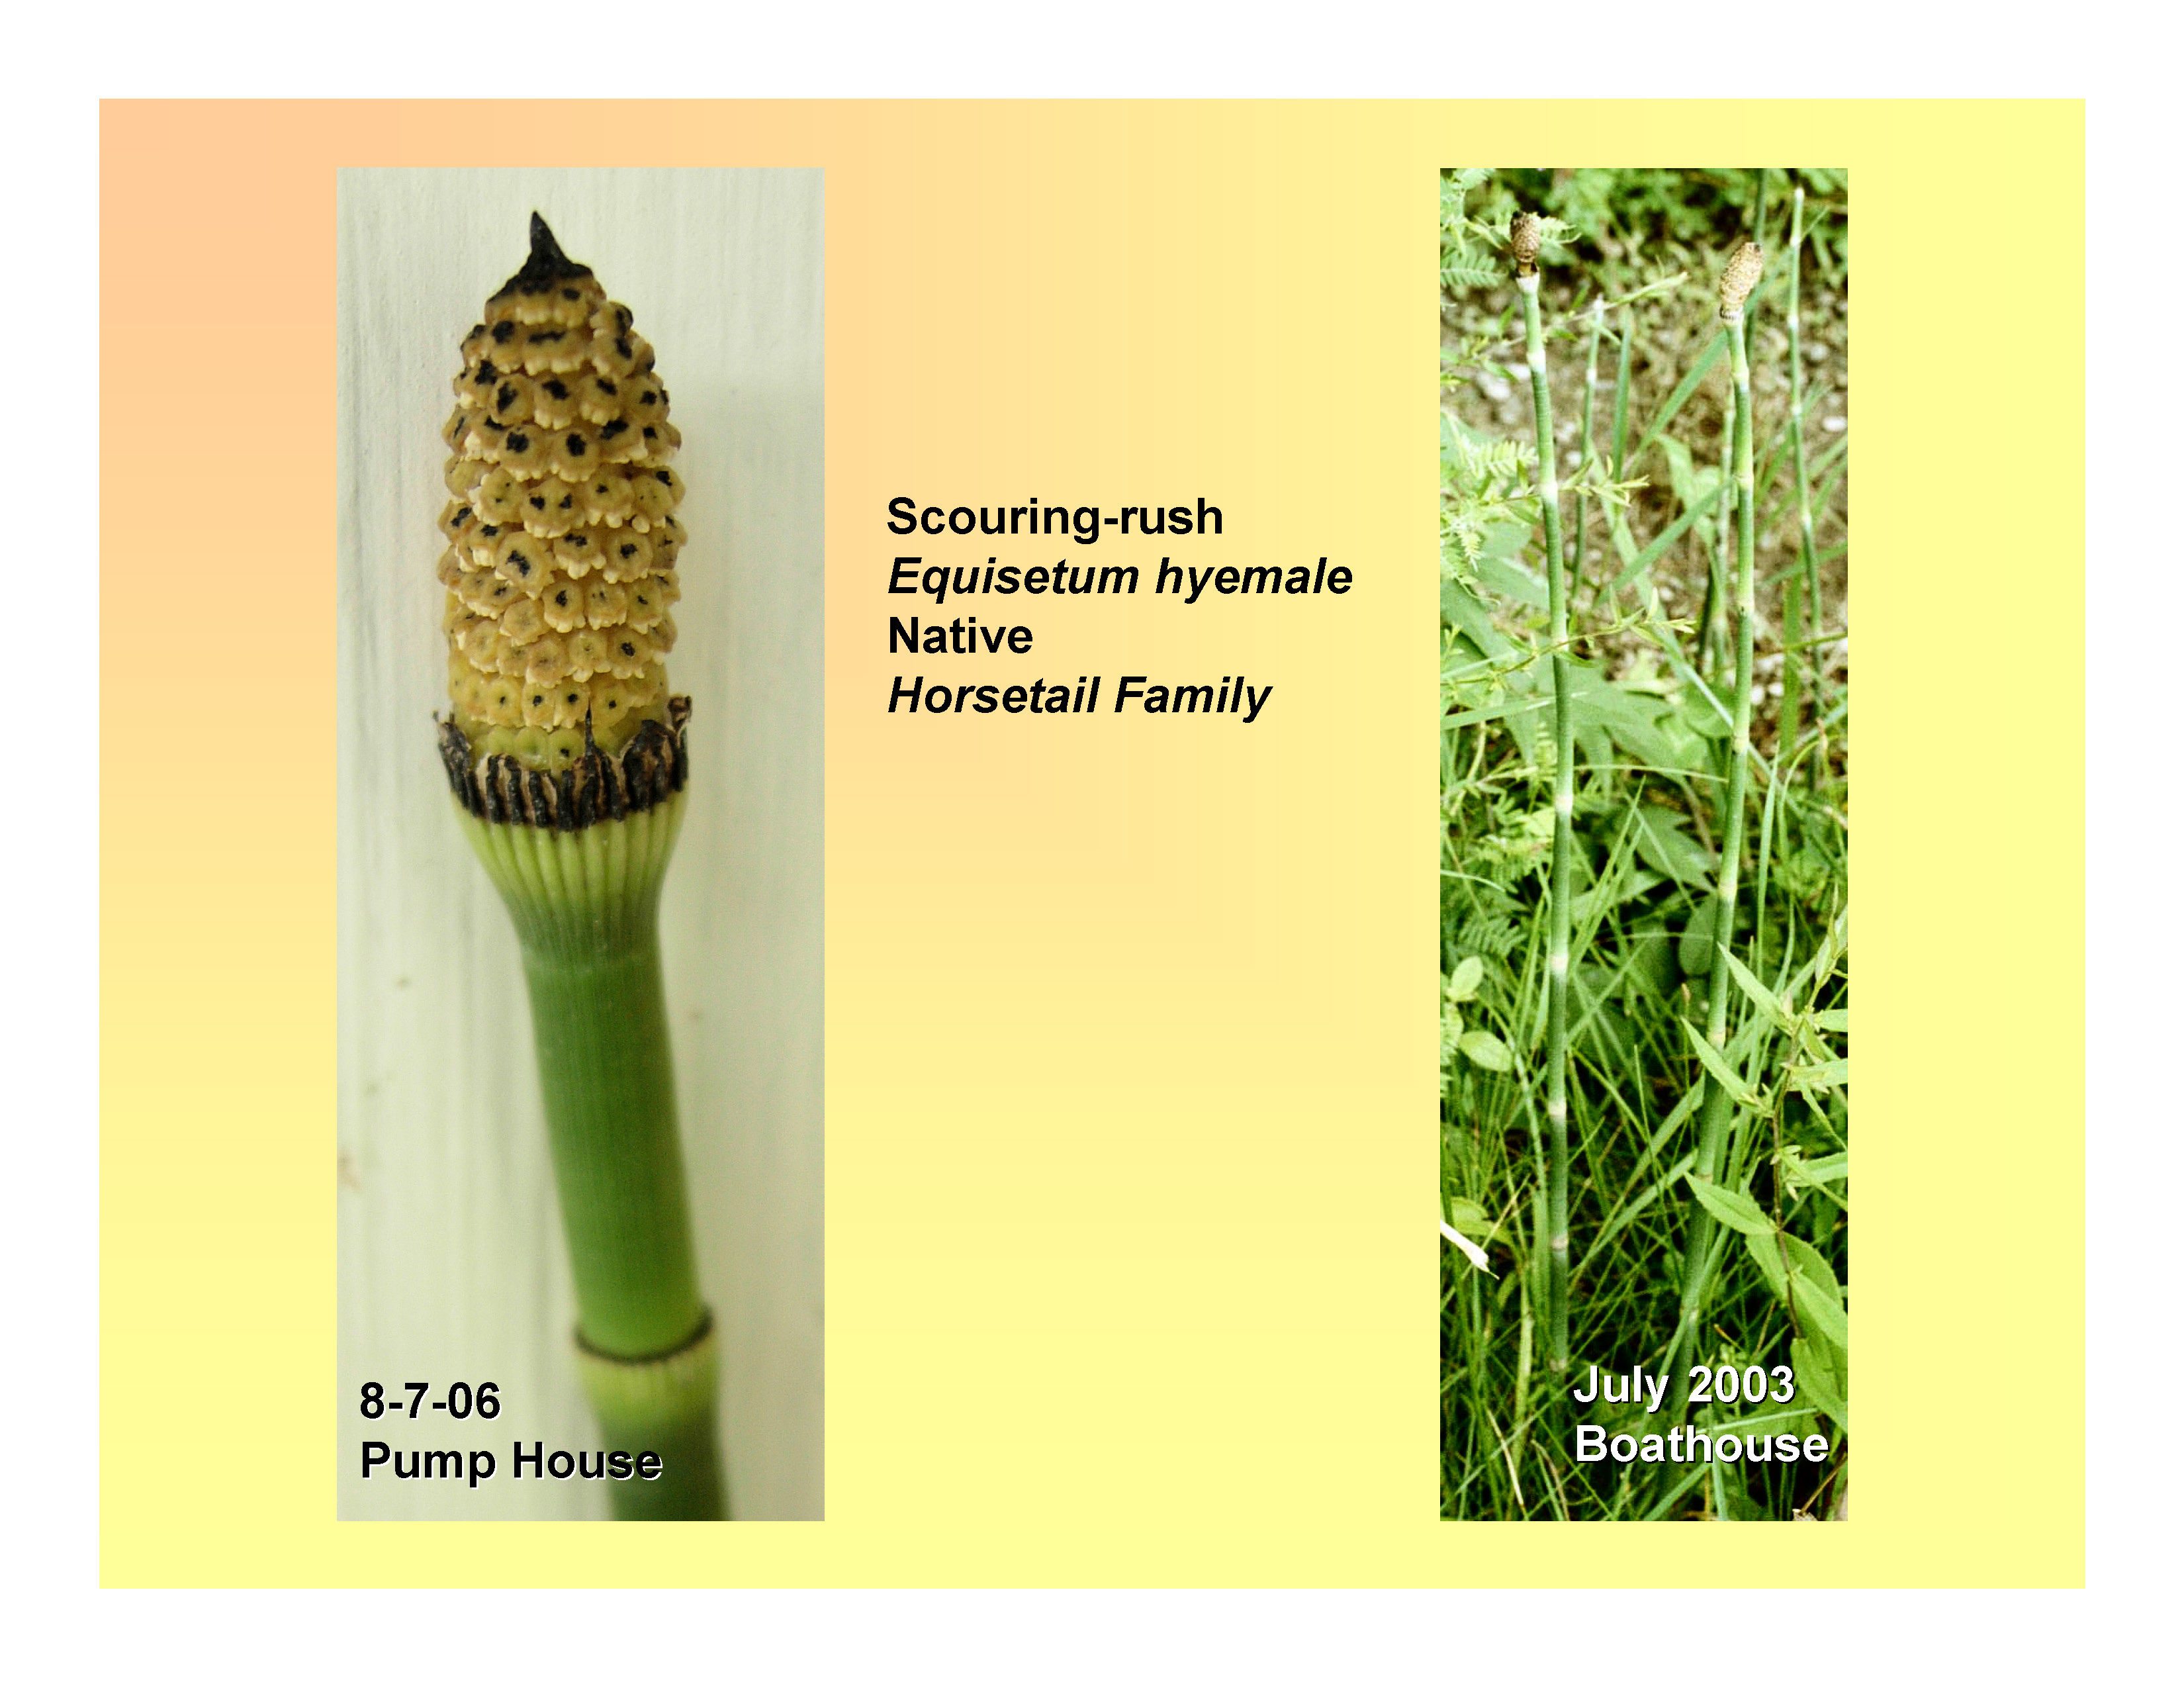 Scouring-rush
Equisetum hyemale
Native
Horsetail Family
8-7-06
Pump House
July 2003
Boathouse